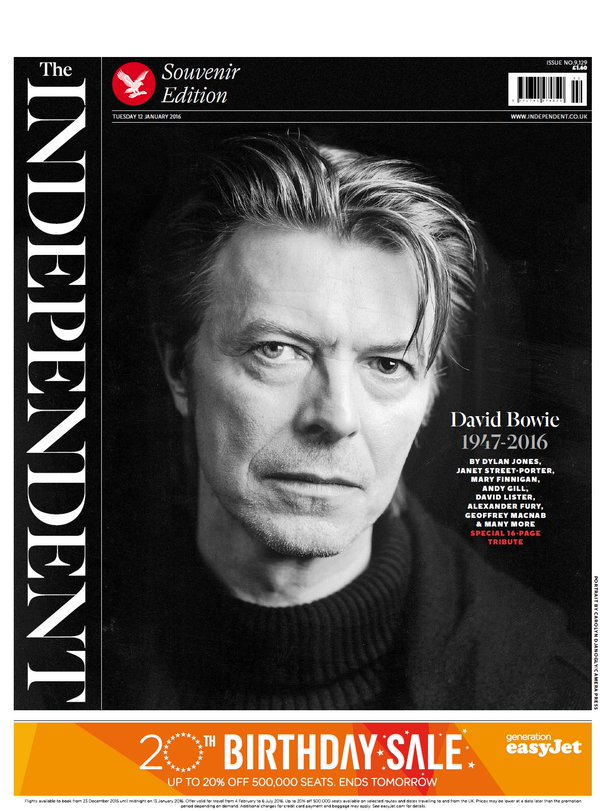 The
INDEPENDENT
Souvenir
Edition
ISSUE NO.9,129
£1.60
TUESDAY 12 JANUARY 2016
WWW.INDEPENDENT.CO.UK
David Bowie
1947-2016
BY DYLAN JONES,
JANET STREET-PORTER,
MARY FINNIGAN,
ANDY GILL,
DAVID LISTER,
ALEXANDER FURY,
GEOFFREY MACNAB
& MANY MORE
SPECIAL 16-PAGE
TRIBUTE
PORTRAIT BY CAROLYN DJANOGLY/CAMERA PRESS
20TH BIRTHDAY SALE
UP TO 20% OFF 500,000 SEATS. ENDS TOMORROW
generation
easyJet
Flights available to book from 23 December 2015 until midnight on 13 January 2016. Offer valid for travel from 4 February to 6 July 2016. Up to 20% off 500,000 seats available on selected routes and dates travelling to and from the UK. Prices may be lower at a date later than the promotion
period depending on demand. Additional charges for credit card payment and baggage may apply. See easyJet.com for details.